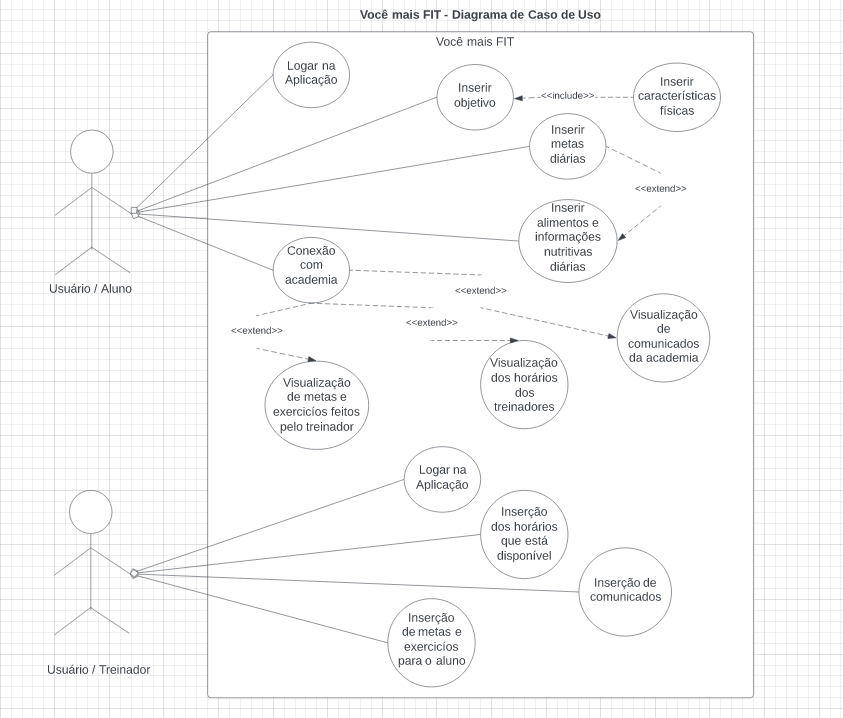 Você mais FIT - Diagrama de Caso de Uso
Você mais FIT
Logar na
Aplicação
Inserir
objetivo
<<include>>
Inserir
características
físicas
Inserir
metas
diárias
<<extend>>
Inserir
alimentos e
informações
nutritivas
diárias
Usuário / Aluno
Conexão
com
academia
<<extend>>
<<extend>>
<<extend>>
Visualização
de
comunicados
da academia
Visualização
dos horários
dos
treinadores
Visualização
de metas e
exercicíos feitos
pelo treinador
Logar na
Aplicação
Inserção
dos horários
que está
disponível
Inserção de
comunicados
Inserção
de metas e
exercicíos
para o aluno
Usuário / Treinador